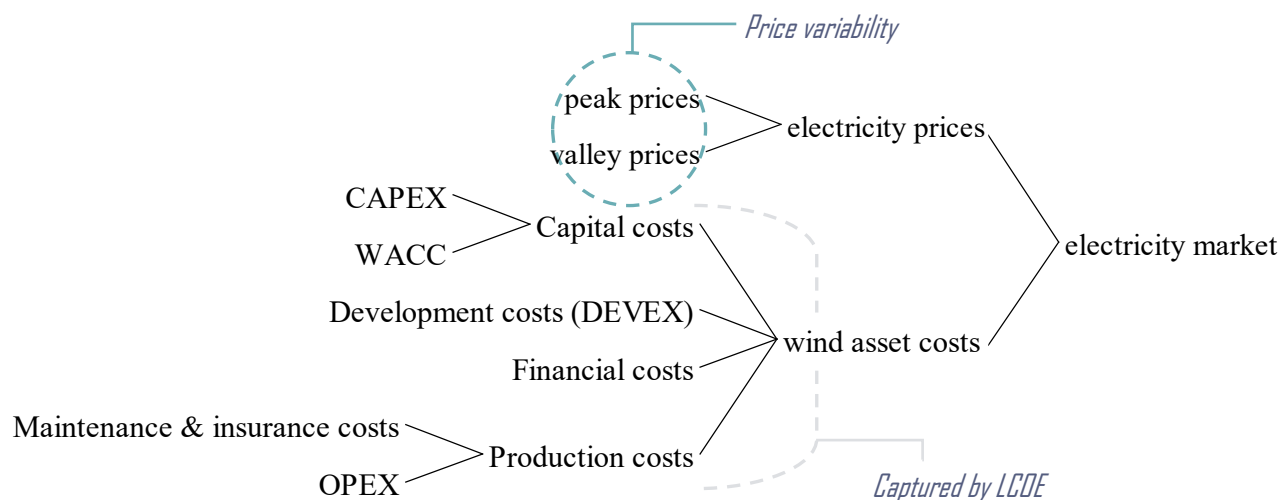 Price variability
peak prices
electricity prices
valley prices
CAPEX
Capital costs
WACC
electricity market
Development costs (DEVEX)
wind asset costs
Financial costs
Maintenance & insurance costs
Production costs
OPEX
Captured by LCOE